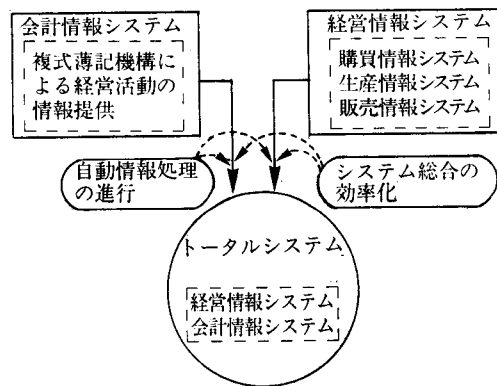 会計情報システム
複式薄記機構に
よる経営活動の
情報提供
経営情報システム
購買情報システム
生産情報システム
販売情報システム
自動情報処理
の進行
システム総合の
効率化
トータルシステム
経営情報システム
会計情報システム